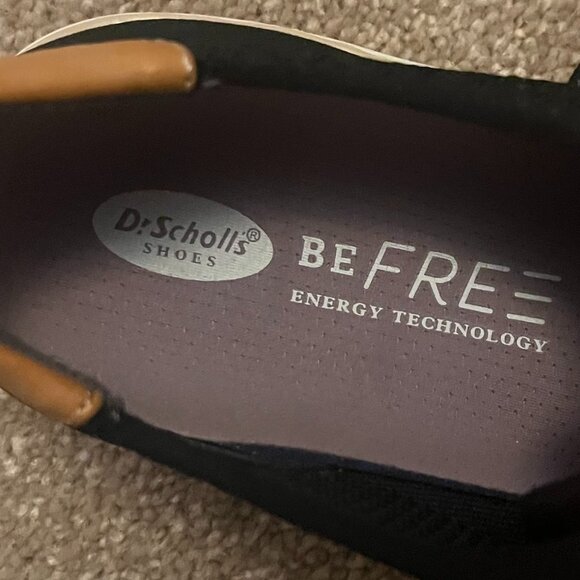 Dr. Scholl's®
SHOES
BE FREE
ENERGY TECHNOLOGY